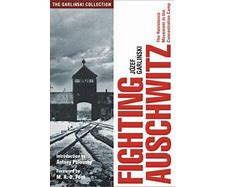 THE GARLINSKI COLLECTION
FIGHTING
AUSCHWITZ
JÓZEF
GARLINSKI
The Resistance
Movement in the
Concentration Camp
Introduction by
Antony Polonsky
Foreword by
M. R. D. Foot